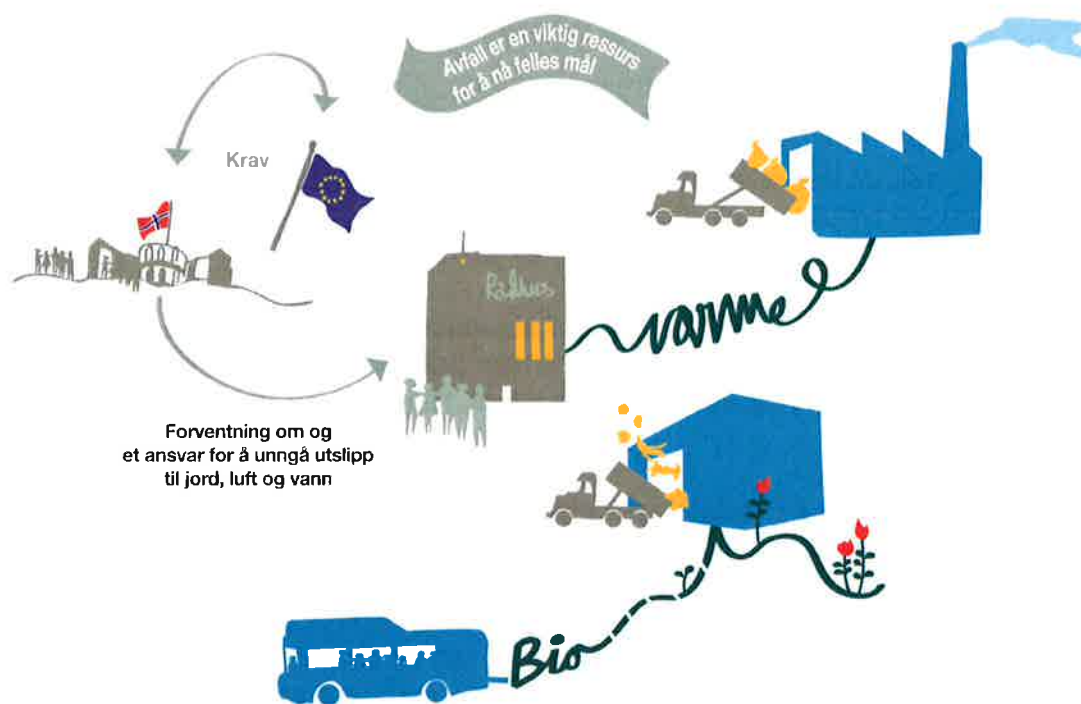 Avfall er en viktig ressurs
for å nå felles mål
Krav
Rådhus
varme
Forventning om og
et ansvar for å unngå utslipp
til jord, luft og vann
Bio